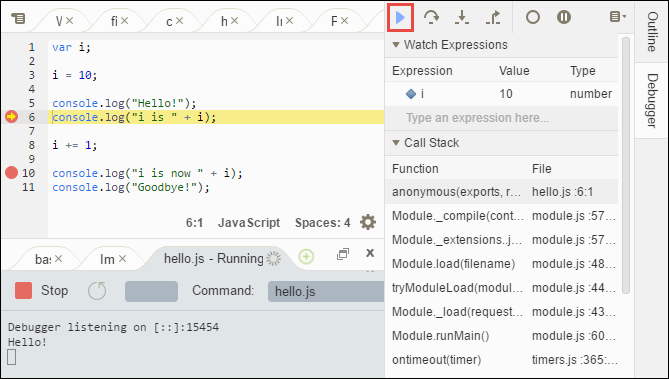 W fi c h Iı F
1 var i;
2
3 i = 10;
4
5 console.log("Hello!");
6 console.log("i is " + i);
7
8 i += 1;
9
10 console.log("i is now " + i);
11 console.log("Goodbye!");
6:1 JavaScript Spaces: 4
bas Im hello.js - Running
Stop Command: hello.js
Debugger listening on [::]:15454
Hello!
Watch Expressions
Expression Value Type
i 10 number
Type an expression here...
Call Stack
Function File
anonymous(exports, r... hello.js :6:1
Module._compile(cont... module.js :57...
Module._extensions..j... module.js :57...
Module.load(filename) module.js :48...
tryModuleLoad(modul... module.js :44...
Module._load(request... module.js :43...
Module.runMain() module.js :60...
ontimeout(timer) timers.js :365:...
Outline
Debugger